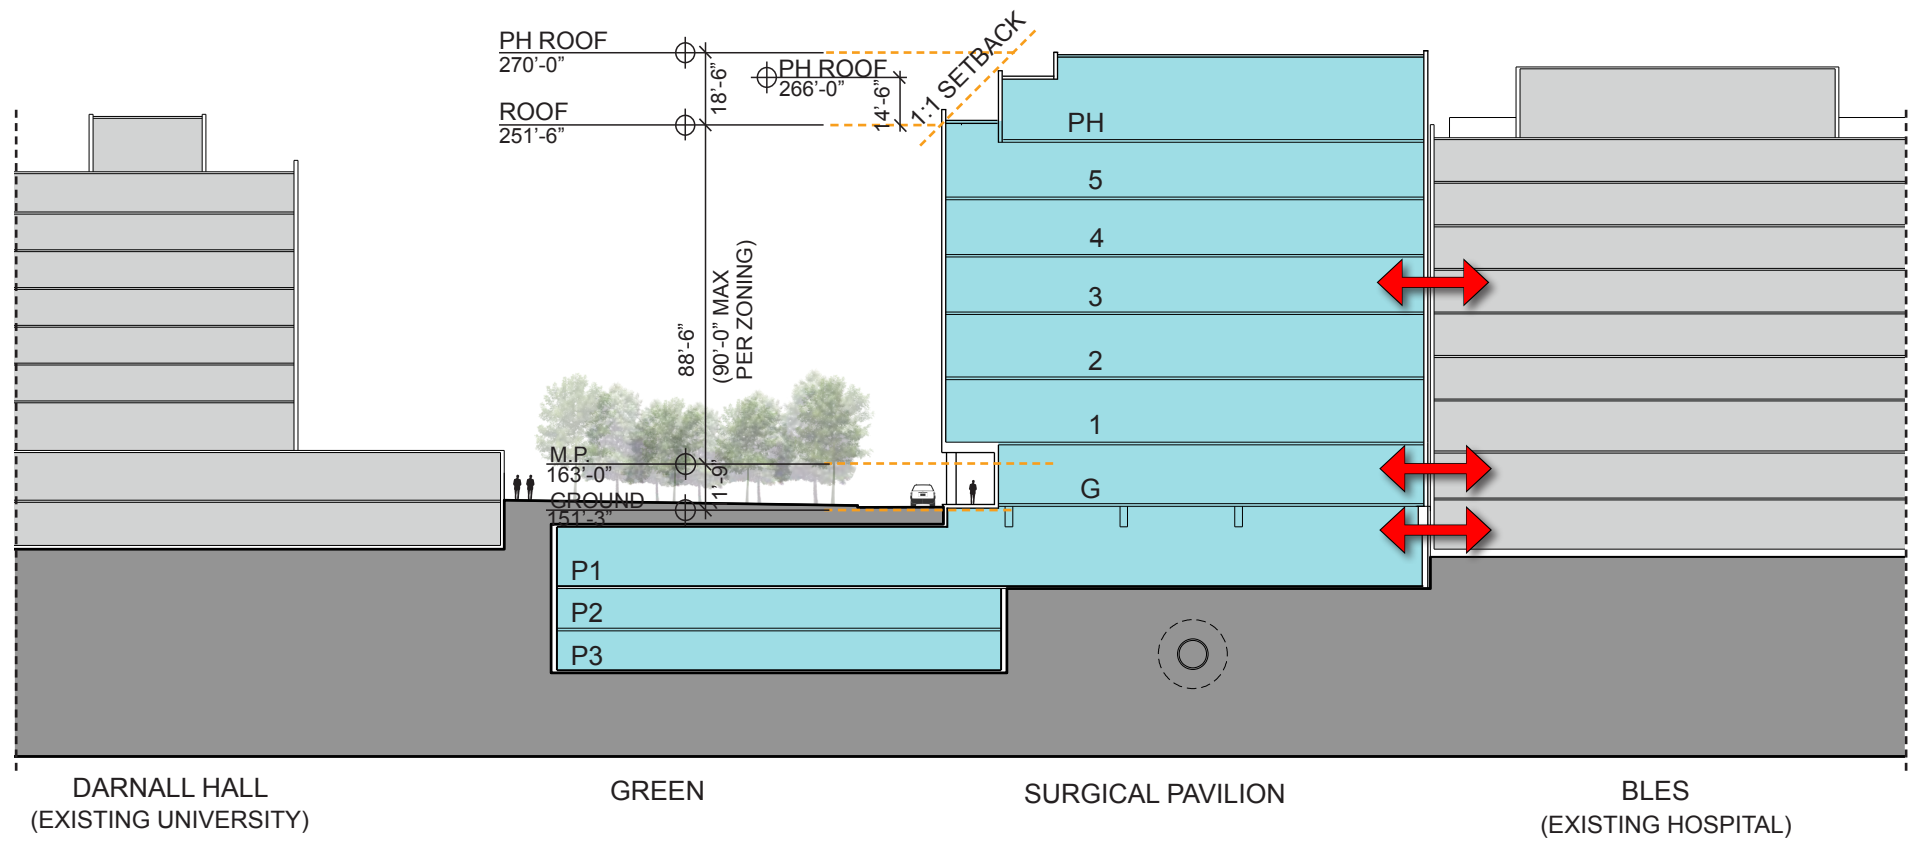 PH ROOF
270’-0”
PH ROOF
266’-0”
18’-6”
14’-6”
1:1 SETBACK
ROOF
251’-6”
PH
5
4
3
2
1
G
88’-6”
(90’-0” MAX
PER ZONING)
M.P.
163’-0”
1’-9’
GROUND
151’-3”
P1
P2
P3
DARNALL HALL
(EXISTING UNIVERSITY)
GREEN
SURGICAL PAVILION
BLES
(EXISTING HOSPITAL)